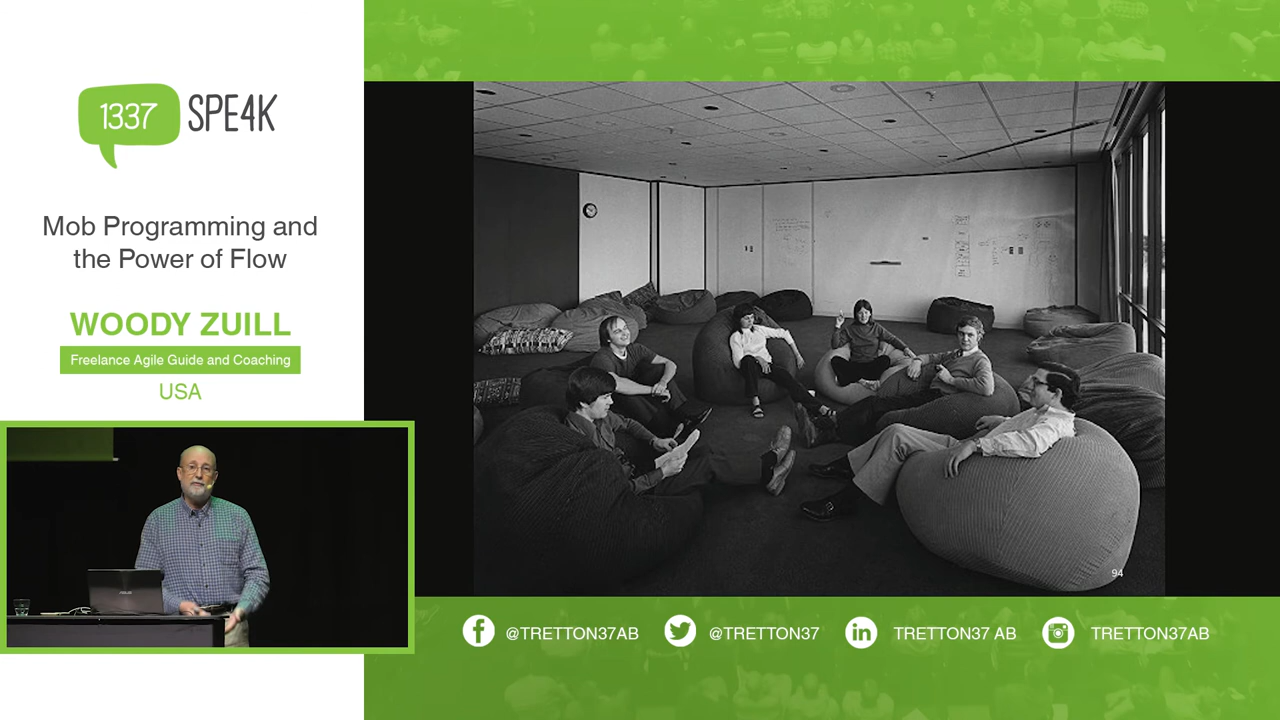 1337 SPE4K
Mob Programming and
the Power of Flow
WOODY ZUILL
Freelance Agile Guide and Coaching
USA
94
@TRETTON37AB
@TRETTON37
TRETTON37 AB
TRETTON37AB